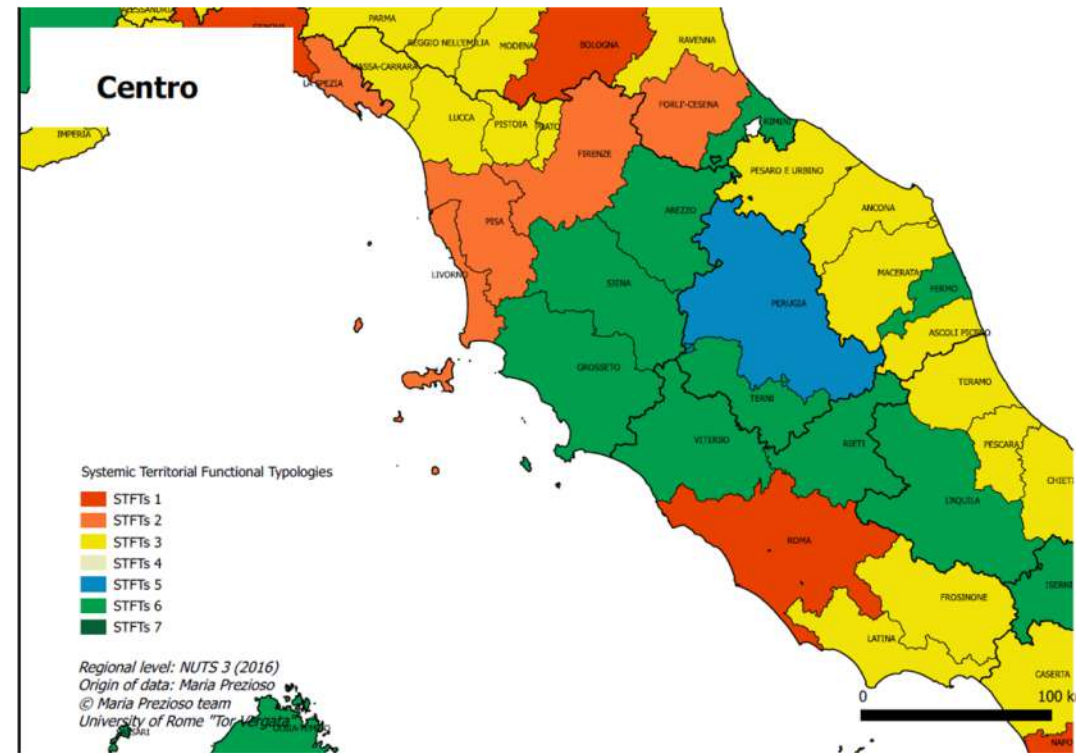 Centro
PARMA
REGGIO NELL'EMILIA
MODENA
BOLOGNA
RAVENNA
MASSA-CARRARA
LA SPEZIA
FORLI'-CESENA
LUCCA
PISTOIA
PRATO
RIMINI
IMPERIA
FIRENZE
PESARO E URBINO
AREZZO
ANCONA
PISA
LIVORNO
SIENA
MACERATA
FERMO
PERUGIA
ASCOLI PICENO
GROSSETO
TERAMO
TERNI
VITERBO
RIETI
PESCARA
CHIETI
L'AQUILA
ROMA
FROSINONE
LATINA
CASERTA
Systemic Territorial Functional Typologies
STFTs 1
STFTs 2
STFTs 3
STFTs 4
STFTs 5
STFTs 6
STFTs 7
Regional level: NUTS 3 (2016)
Origin of data: Maria Prezioso
© Maria Prezioso team
University of Rome "Tor Vergata"
0 100 k